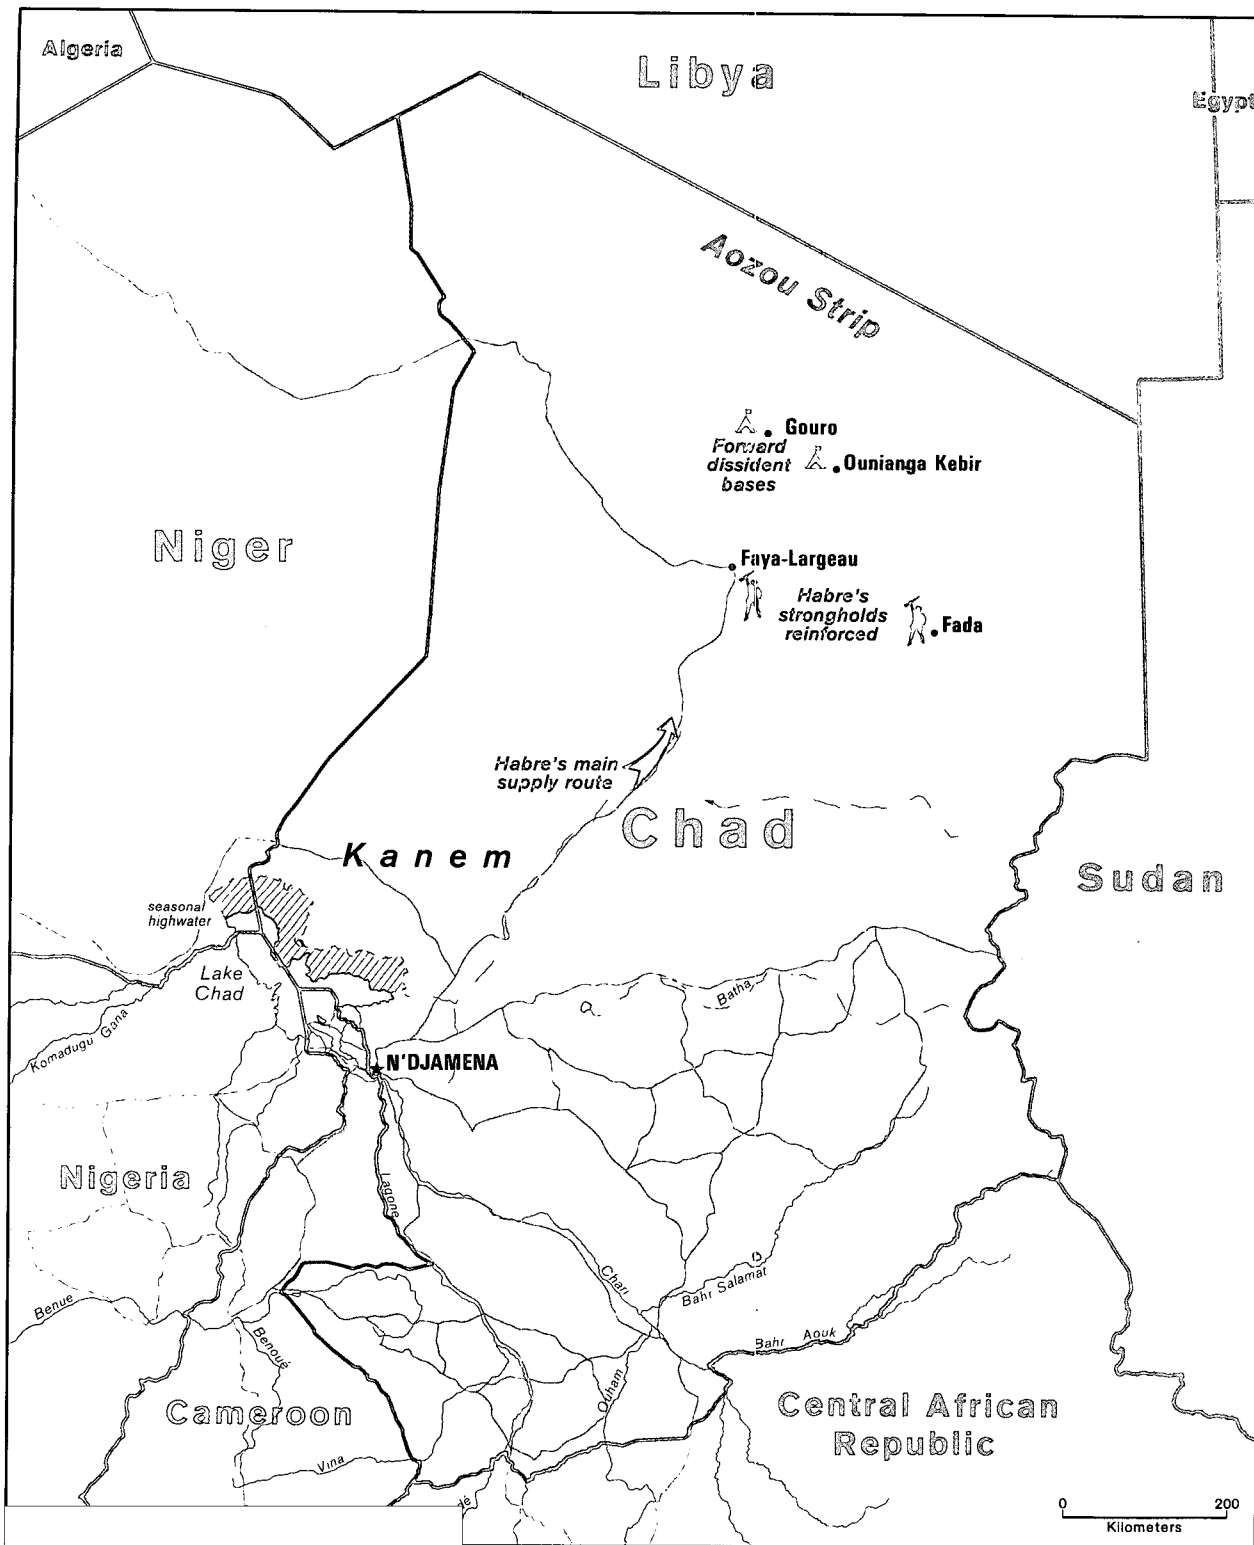 Algeria
Libya
Egypt
Aozou Strip
Gouro
Forward
dissident
bases
Ounianga Kebir
Niger
Faya-Largeau
Habre's
strongholds
reinforced
Fada
Habre's main
supply route
Chad
Kanem
Sudan
seasonal
highwater
Lake
Chad
Batha
Komadugu Gana
N'DJAMENA
Nigeria
Logone
Chari
Bahr Salamat
Benue
Benoué
Bahr Aouk
Ouham
Cameroon
Central African
Republic
Vina
0 200
Kilometers